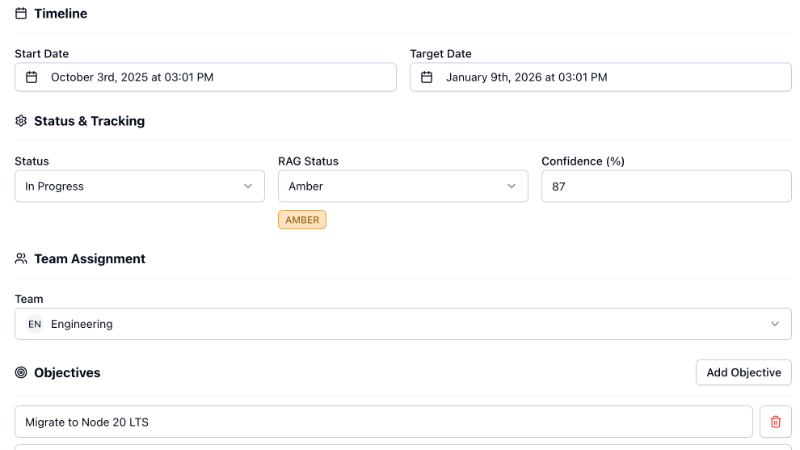 Timeline
Start Date
Target Date
October 3rd, 2025 at 03:01 PM
January 9th, 2026 at 03:01 PM
Status & Tracking
Status
RAG Status
Confidence (%)
In Progress
Amber
87
AMBER
Team Assignment
Team
EN Engineering
Objectives
Add Objective
Migrate to Node 20 LTS